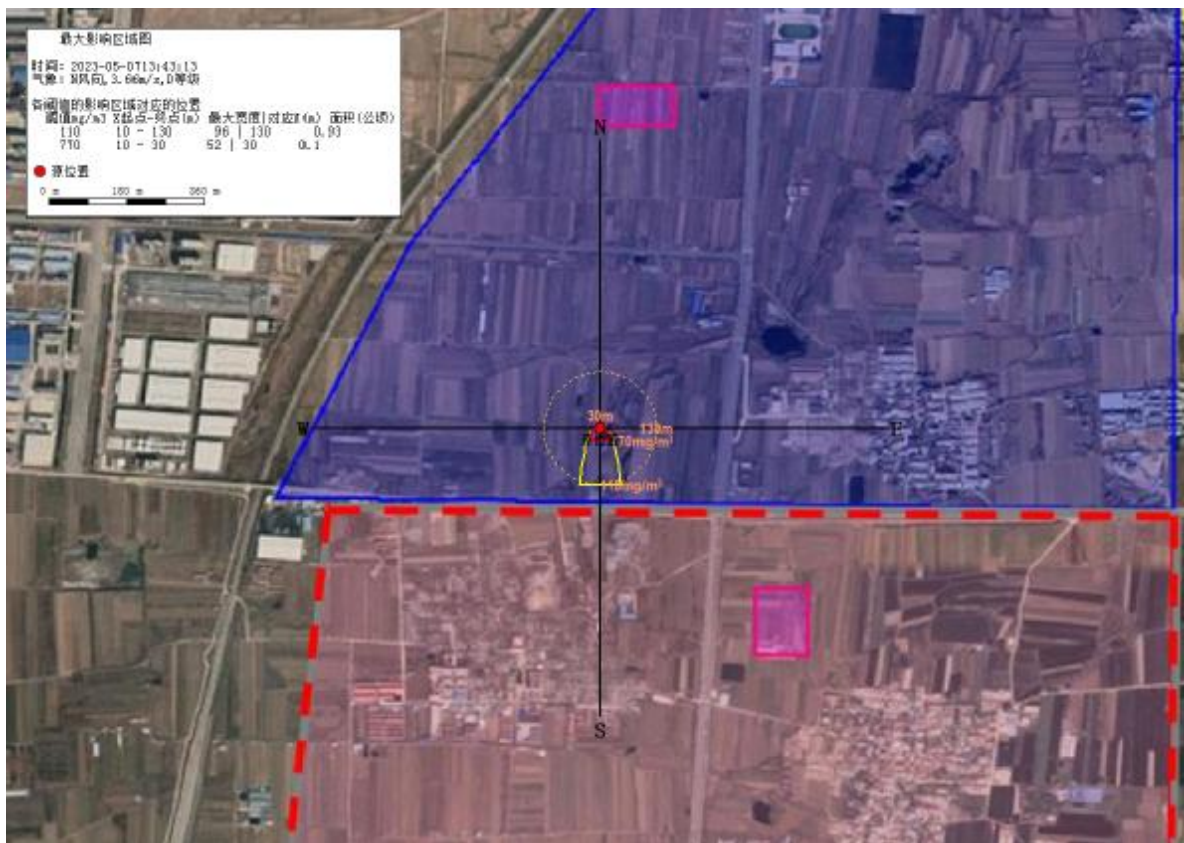 最大影响区域图
时间: 2023-05-07 13:43:13
气象: N风向,3.66m/s,D等级
各阈值的影响区域对应的位置
阈值mg/m3 X起点-终点(m) 最大宽度|对应X(m) 面积(公顷)
110 10 - 130 96 | 130 0.93
770 10 - 30 52 | 30 0.1
源位置
0 m 180 m 360 m
N
30m
W
130m
E
770mg/m³
110mg/m³
S